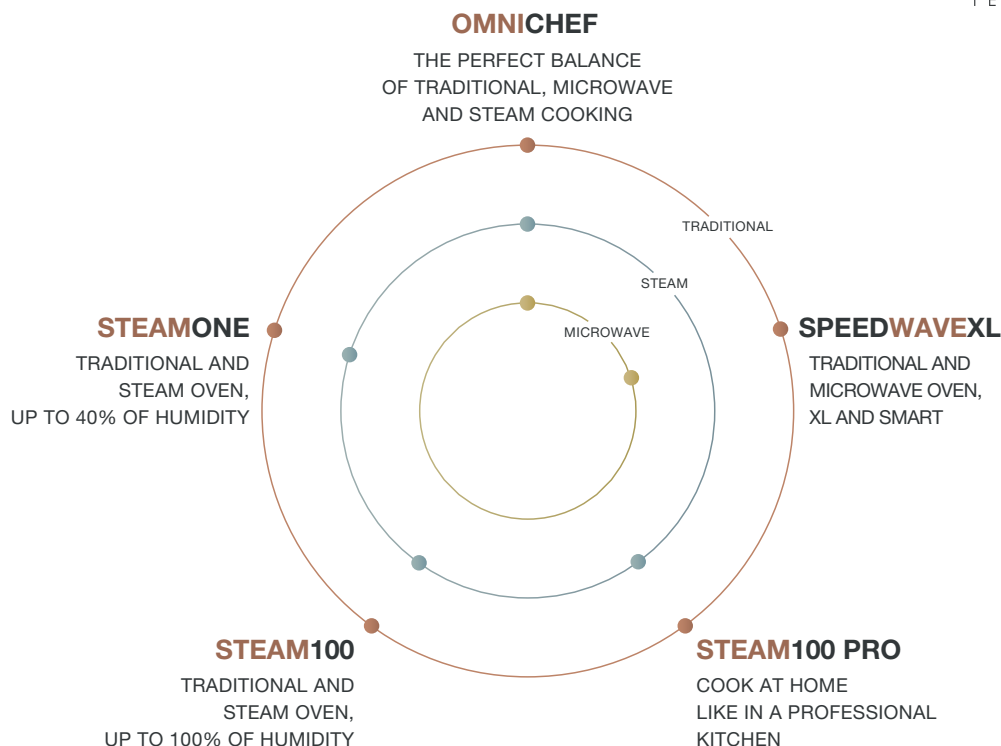 OMNICHEF
THE PERFECT BALANCE
OF TRADITIONAL, MICROWAVE
AND STEAM COOKING
TRADITIONAL
STEAM
MICROWAVE
STEAMONE
TRADITIONAL AND
STEAM OVEN,
UP TO 40% OF HUMIDITY
SPEEDWAVEXL
TRADITIONAL AND
MICROWAVE OVEN,
XL AND SMART
STEAM100
TRADITIONAL AND
STEAM OVEN,
UP TO 100% OF HUMIDITY
STEAM100 PRO
COOK AT HOME
LIKE IN A PROFESSIONAL
KITCHEN